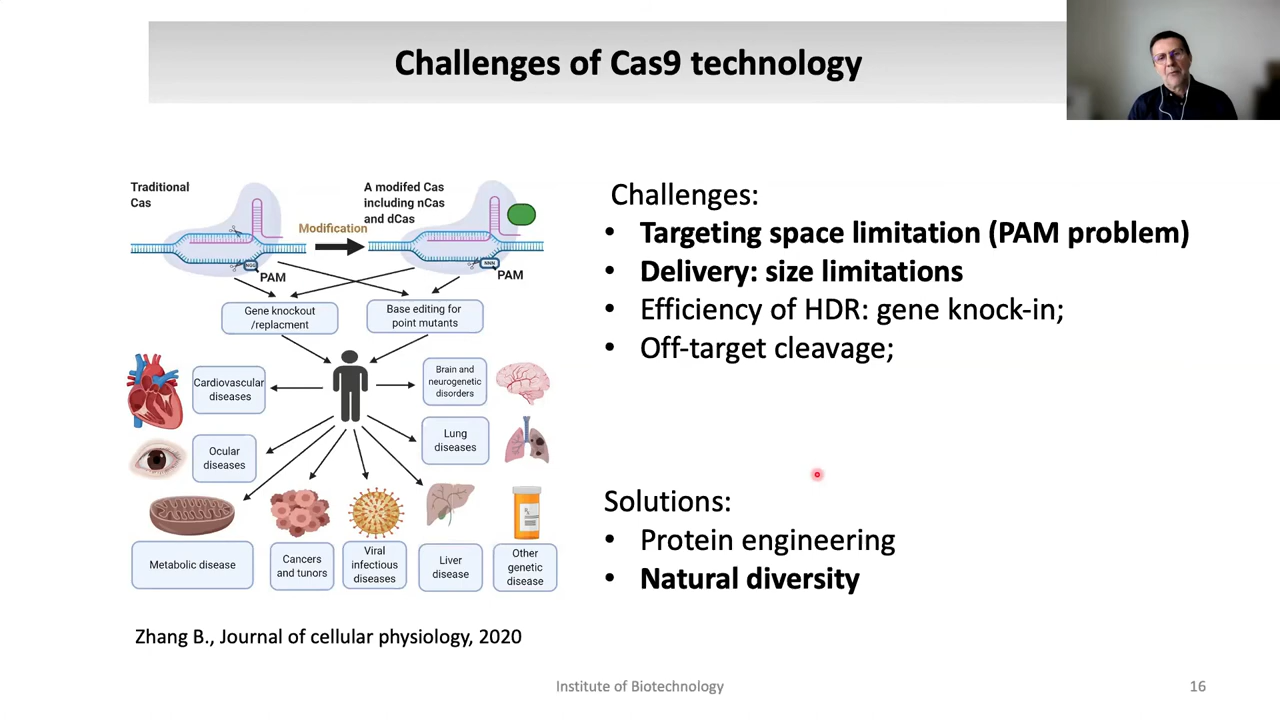 Challenges of Cas9 technology
Traditional
Cas
A modifed Cas
including nCas
and dCas
Modification
NGG
PAM
NNN
PAM
Gene knockout
/replacment
Base editing for
point mutants
Cardiovascular
diseases
Brain and
neurogenetic
disorders
Ocular
diseases
Lung
diseases
Metabolic disease
Cancers
and tumors
Viral
infectious
diseases
Liver
disease
Other
genetic
disease
Zhang B., Journal of cellular physiology, 2020
Challenges:
• Targeting space limitation (PAM problem)
• Delivery: size limitations
• Efficiency of HDR: gene knock-in;
• Off-target cleavage;
Solutions:
• Protein engineering
• Natural diversity
Institute of Biotechnology
16